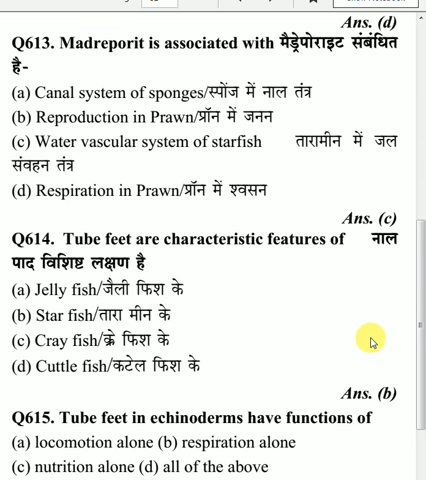 Ans. (d)
Q613. Madreporit is associated with मैड्रेपोराइट संबंधित
है-
(a) Canal system of sponges/स्पोंज में नाल तंत्र
(b) Reproduction in Prawn/प्रॉन में जनन
(c) Water vascular system of starfish तारामीन में जल
संवहन तंत्र
(d) Respiration in Prawn/प्रॉन में श्वसन
Ans. (c)
Q614. Tube feet are characteristic features of नाल
पाद विशिष्ट लक्षण है
(a) Jelly fish/जैली फिश के
(b) Star fish/तारा मीन के
(c) Cray fish/क्रे फिश के
(d) Cuttle fish/कटेल फिश के
Ans. (b)
Q615. Tube feet in echinoderms have functions of
(a) locomotion alone (b) respiration alone
(c) nutrition alone (d) all of the above